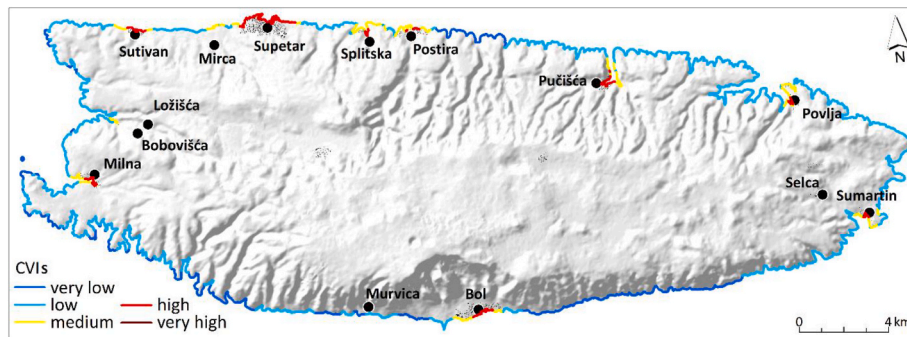 N
Sutivan
Mirca
Supetar
Splitska
Postira
Pučišća
Povlja
Ložišća
Bobovišća
Milna
Selca
Sumartin
Murvica
Bol
CVIs
very low
low
high
medium
very high
0 4 km